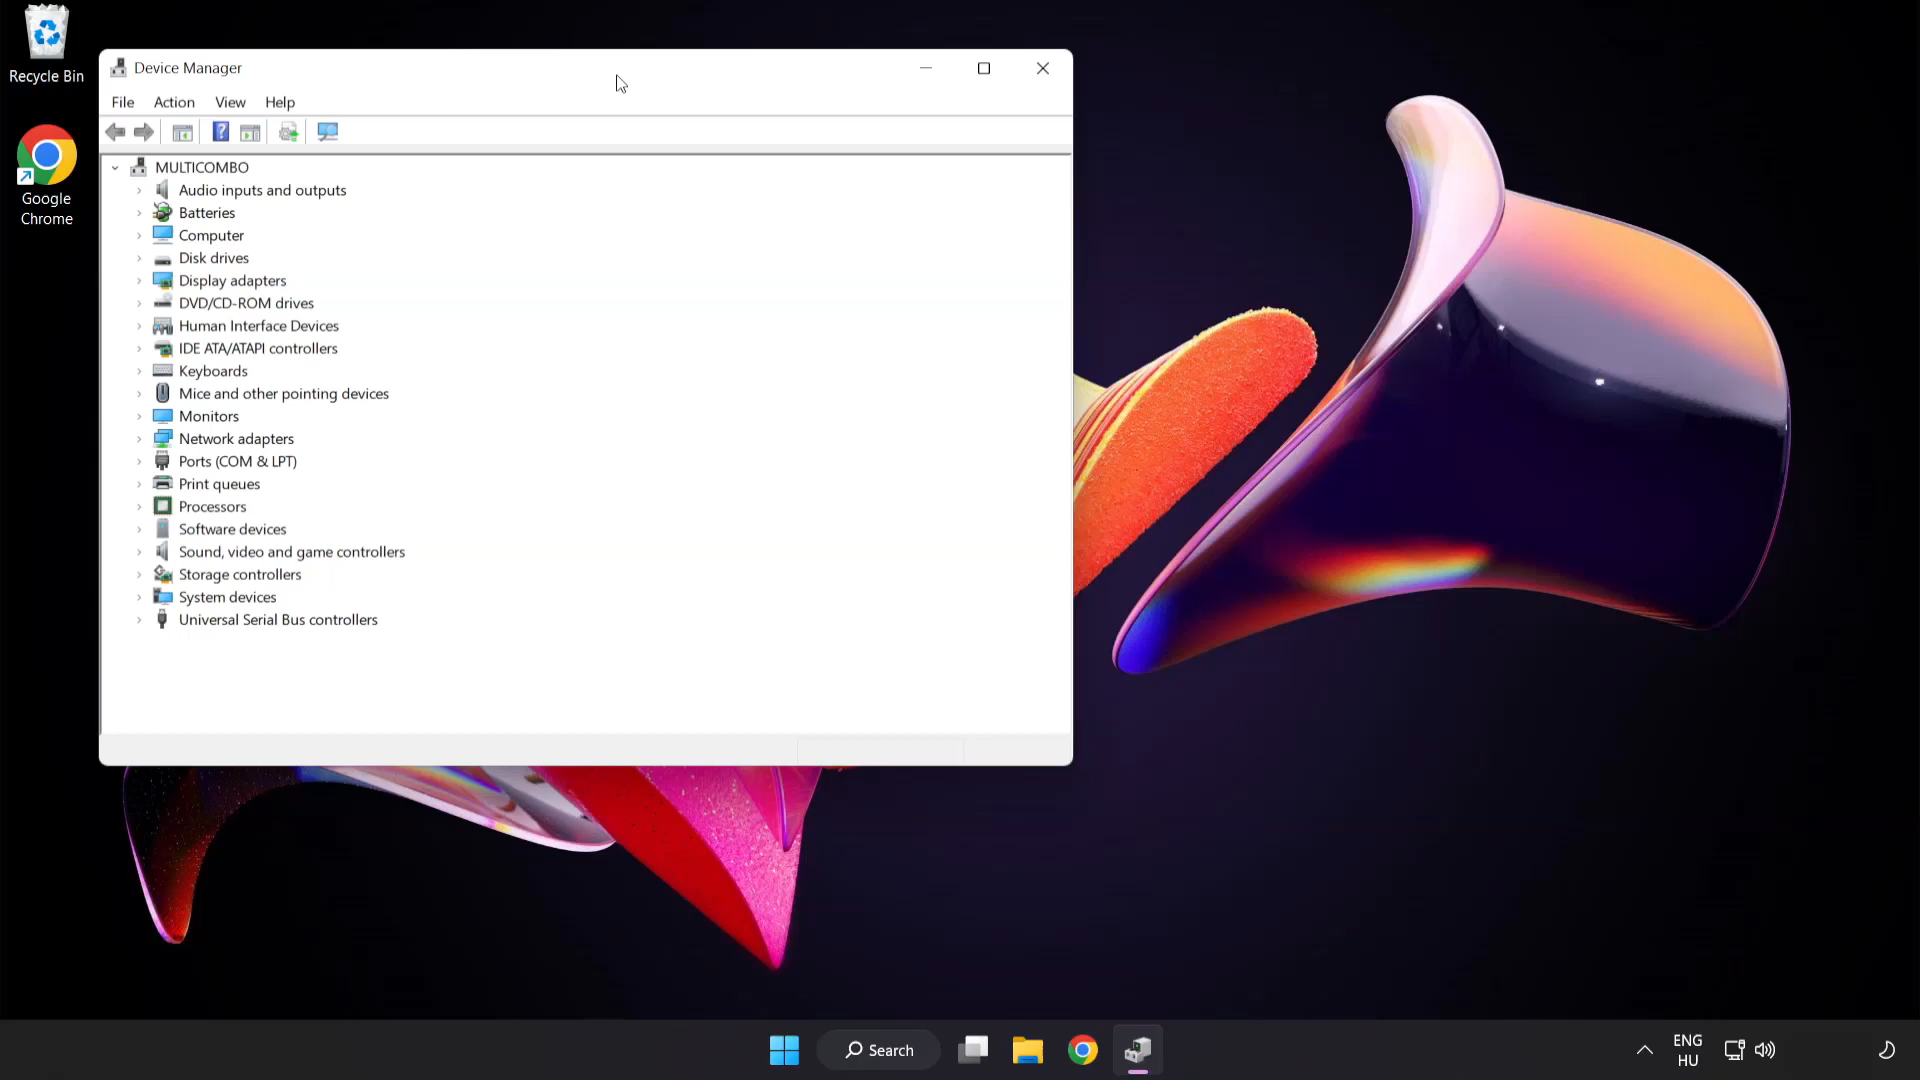 Recycle Bin
Google
Chrome
Device Manager
File Action View Help
MULTICOMBO
Audio inputs and outputs
Batteries
Computer
Disk drives
Display adapters
DVD/CD-ROM drives
Human Interface Devices
IDE ATA/ATAPI controllers
Keyboards
Mice and other pointing devices
Monitors
Network adapters
Ports (COM & LPT)
Print queues
Processors
Software devices
Sound, video and game controllers
Storage controllers
System devices
Universal Serial Bus controllers
Search
ENG
HU